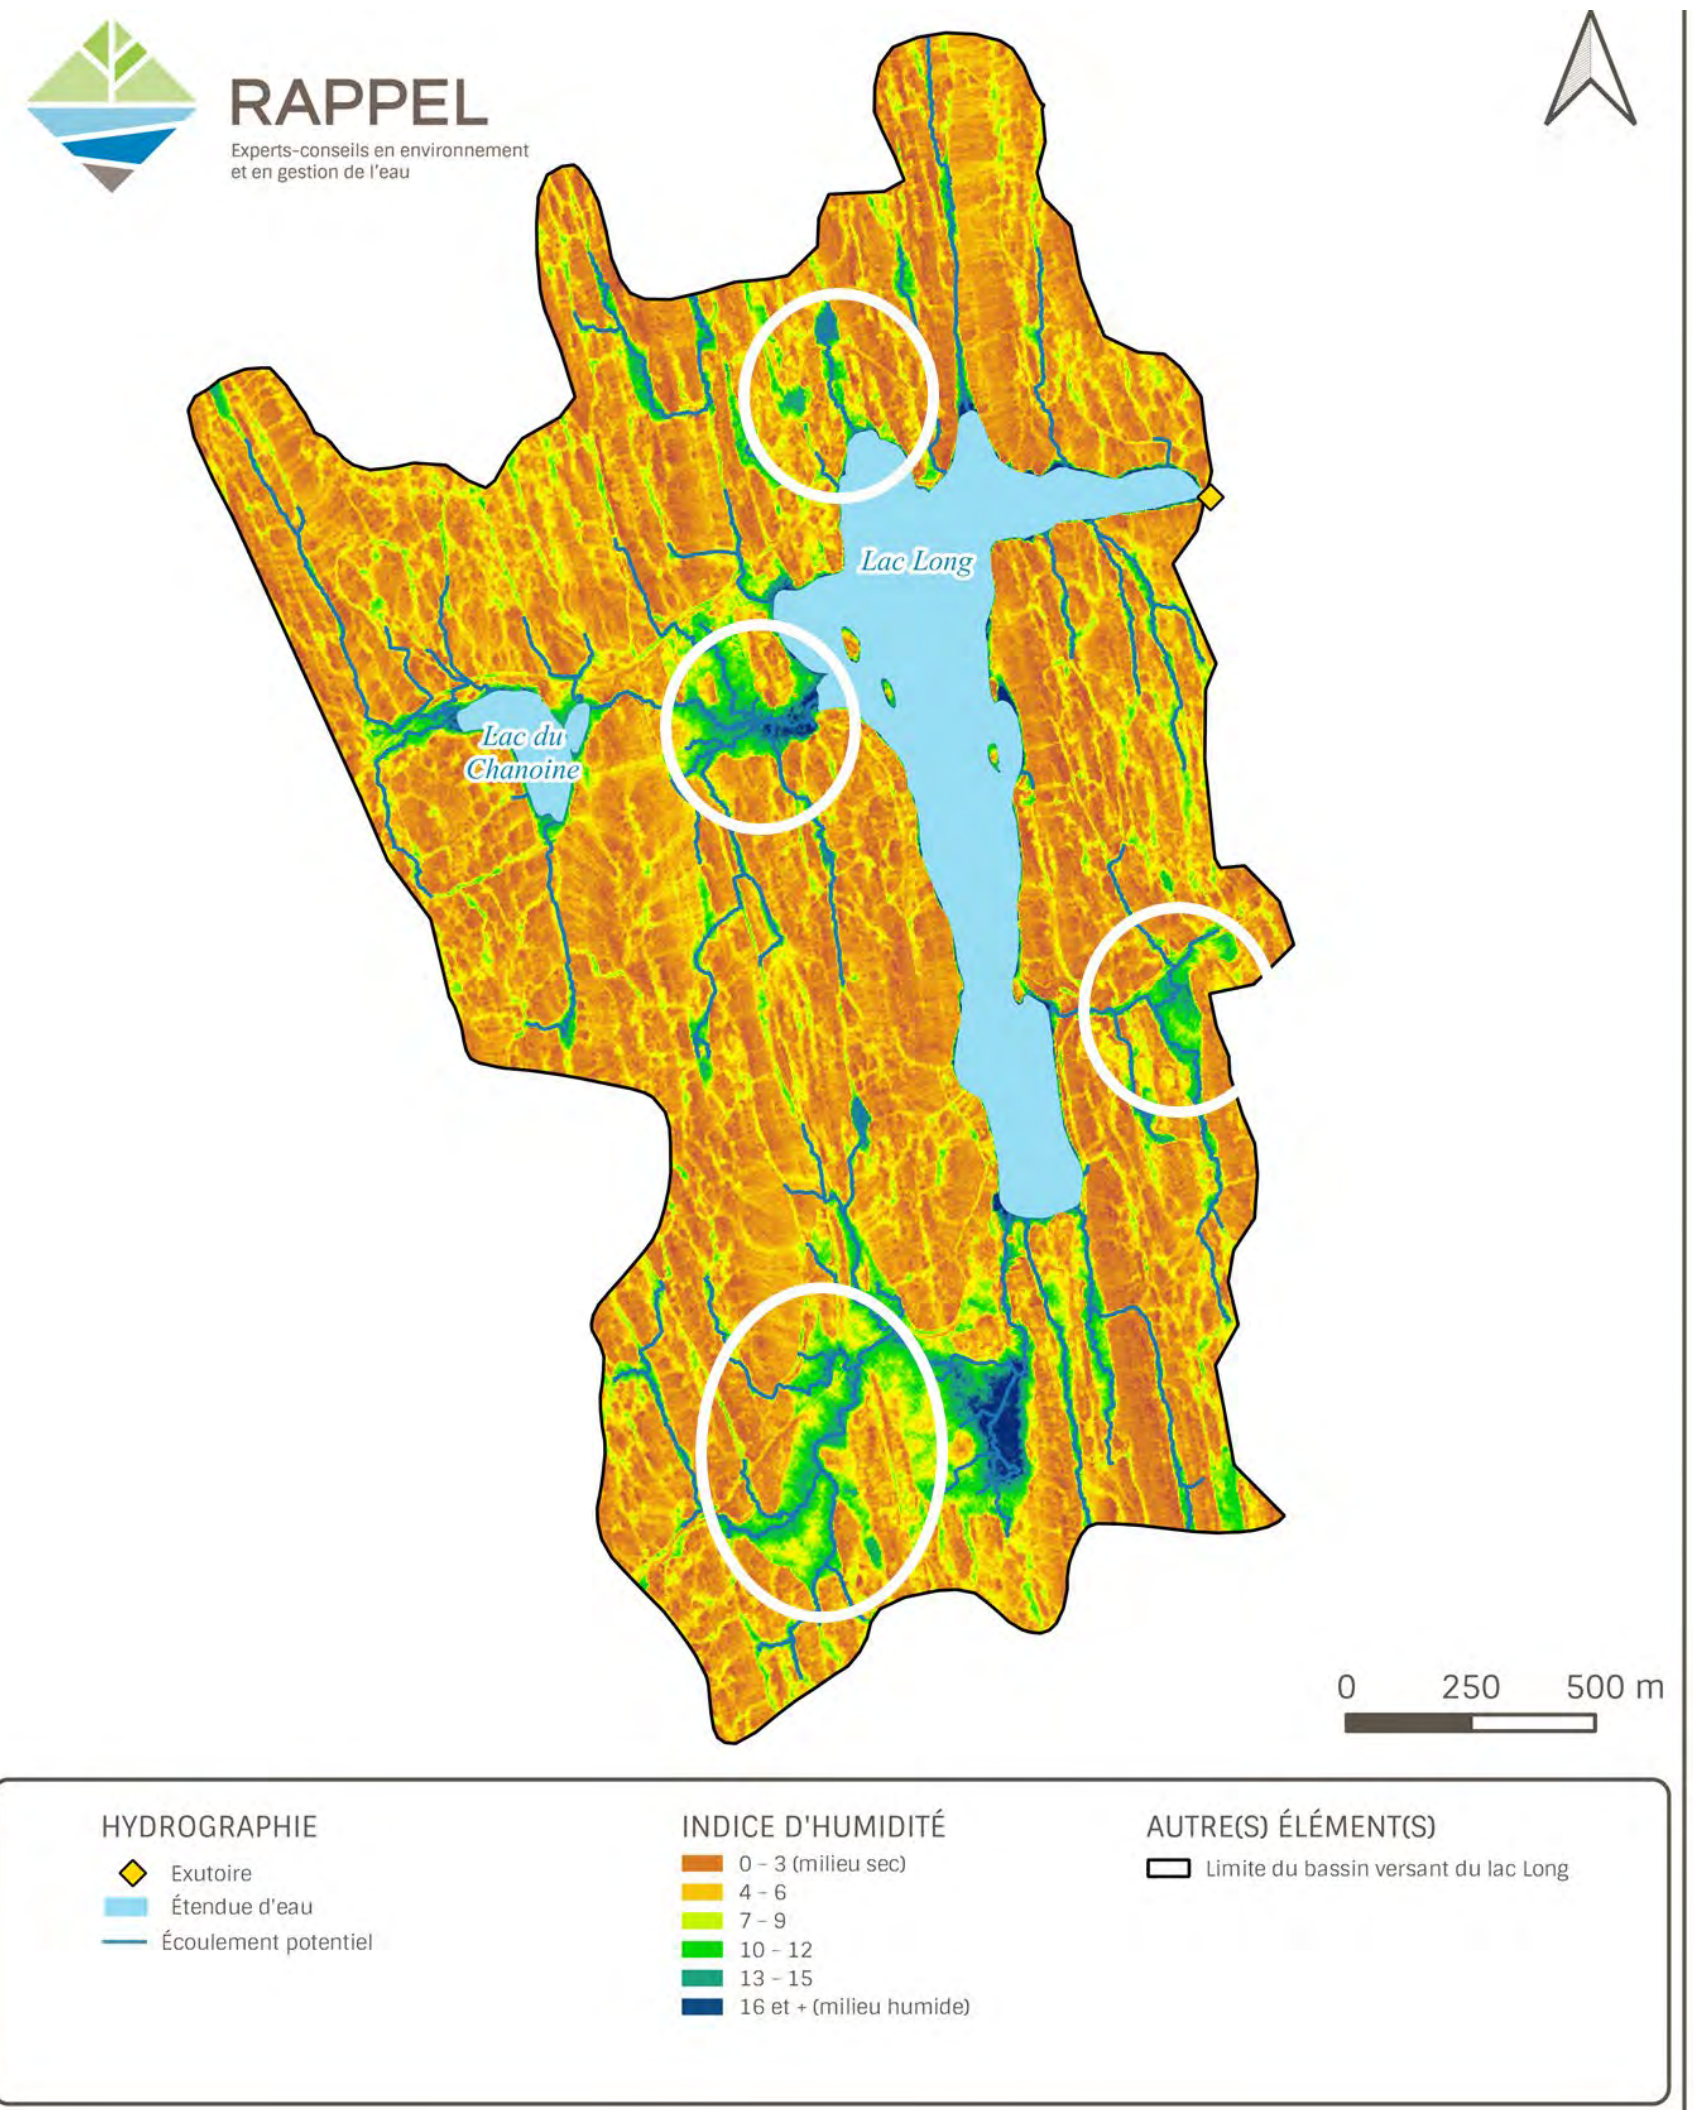 RAPPEL
Experts-conseils en environnement
et en gestion de l'eau
Lac Long
Lac du
Chanoine
0 250 500 m
HYDROGRAPHIE
Exutoire
Étendue d'eau
Écoulement potentiel
INDICE D'HUMIDITÉ
0 - 3 (milieu sec)
4 - 6
7 - 9
10 - 12
13 - 15
16 et + (milieu humide)
AUTRE(S) ÉLÉMENT(S)
Limite du bassin versant du lac Long